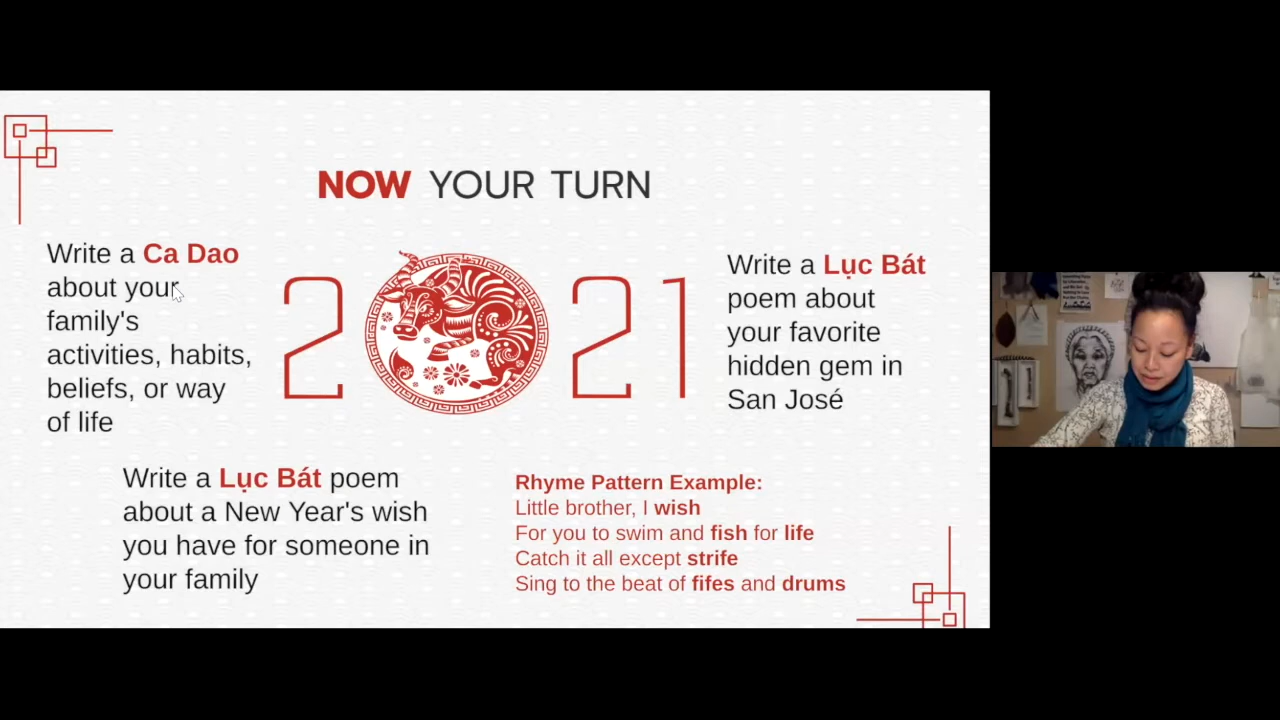 NOW YOUR TURN
Write a Ca Dao
about your
family's
activities, habits,
beliefs, or way
of life
2021
Write a Lục Bát
poem about
your favorite
hidden gem in
San José
Write a Lục Bát poem
about a New Year's wish
you have for someone in
your family
Rhyme Pattern Example:
Little brother, I wish
For you to swim and fish for life
Catch it all except strife
Sing to the beat of fifes and drums